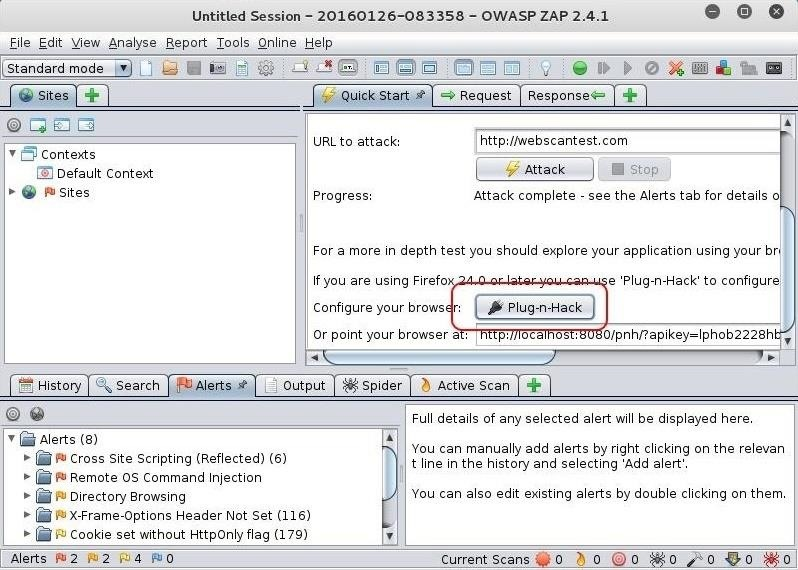 Untitled Session - 20160126-083358 - OWASP ZAP 2.4.1
File Edit View Analyse Report Tools Online Help
Standard mode
Sites
Quick Start
Request
Response
Contexts
Default Context
Sites
URL to attack:
http://webscantest.com
Attack
Stop
Progress:
Attack complete - see the Alerts tab for details o
For a more in depth test you should explore your application using your bro
If you are using Firefox 24.0 or later you can use 'Plug-n-Hack' to configure
Configure your browser:
Plug-n-Hack
Or point your browser at:
http://localhost:8080/pnh/?apikey=lphob2228hb
History
Search
Alerts
Output
Spider
Active Scan
Alerts (8)
Cross Site Scripting (Reflected) (6)
Remote OS Command Injection
Directory Browsing
X-Frame-Options Header Not Set (116)
Cookie set without HttpOnly flag (179)
Full details of any selected alert will be displayed here.
You can manually add alerts by right clicking on the relevan
t line in the history and selecting 'Add alert'.
You can also edit existing alerts by double clicking on them.
Alerts 2 2 4 0
Current Scans 0 0 0 0 0 0 0